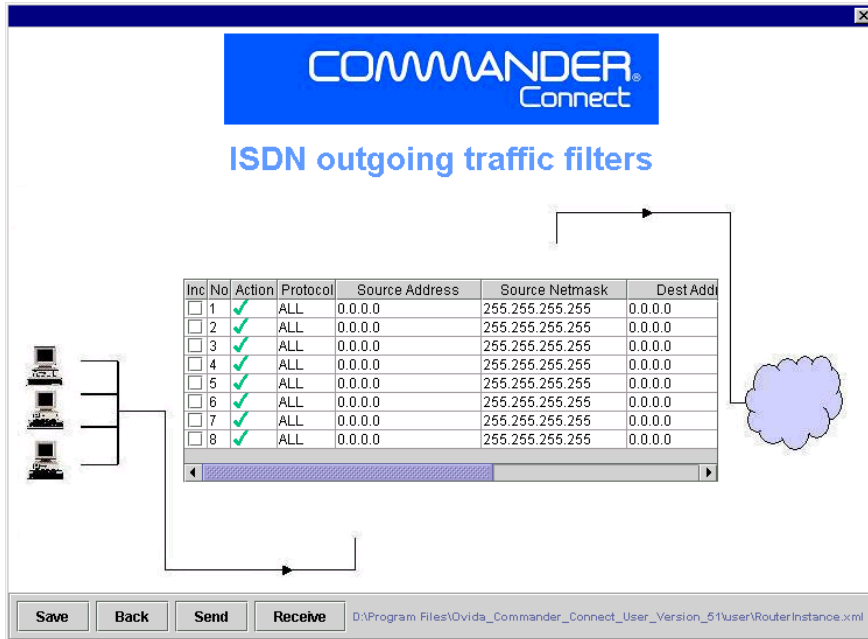 COMMANDER®
Connect
ISDN outgoing traffic filters
Inc No Action Protocol Source Address Source Netmask Dest Addr
1 ALL 0.0.0.0 255.255.255.255 0.0.0.0
2 ALL 0.0.0.0 255.255.255.255 0.0.0.0
3 ALL 0.0.0.0 255.255.255.255 0.0.0.0
4 ALL 0.0.0.0 255.255.255.255 0.0.0.0
5 ALL 0.0.0.0 255.255.255.255 0.0.0.0
6 ALL 0.0.0.0 255.255.255.255 0.0.0.0
7 ALL 0.0.0.0 255.255.255.255 0.0.0.0
8 ALL 0.0.0.0 255.255.255.255 0.0.0.0
Save Back Send Receive D:\Program Files\Ovida_Commander_Connect_User_Version_51\user\RouterInstance.xml